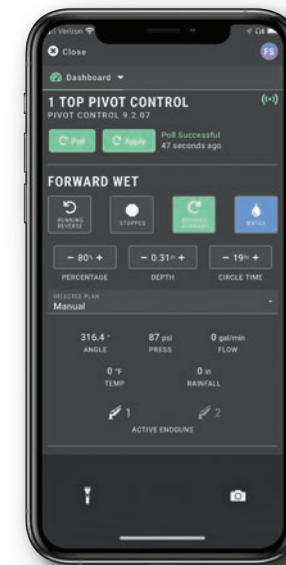 Verizon
Close
FS
Dashboard
1 TOP PIVOT CONTROL
PIVOT CONTROL 9.2.07
Poll
Apply
Poll Successful
47 seconds ago
FORWARD WET
RUNNING REVERSE
STOPPED
RUNNING FORWARD
WATER
− 80% +
− 0.31in +
− 19hr +
PERCENTAGE
DEPTH
CIRCLE TIME
SELECTED PLAN
Manual
316.4 °
87 psi
0 gal/min
ANGLE
PRESS
FLOW
0 °F
0 in
TEMP
RAINFALL
1
2
ACTIVE ENDGUNS